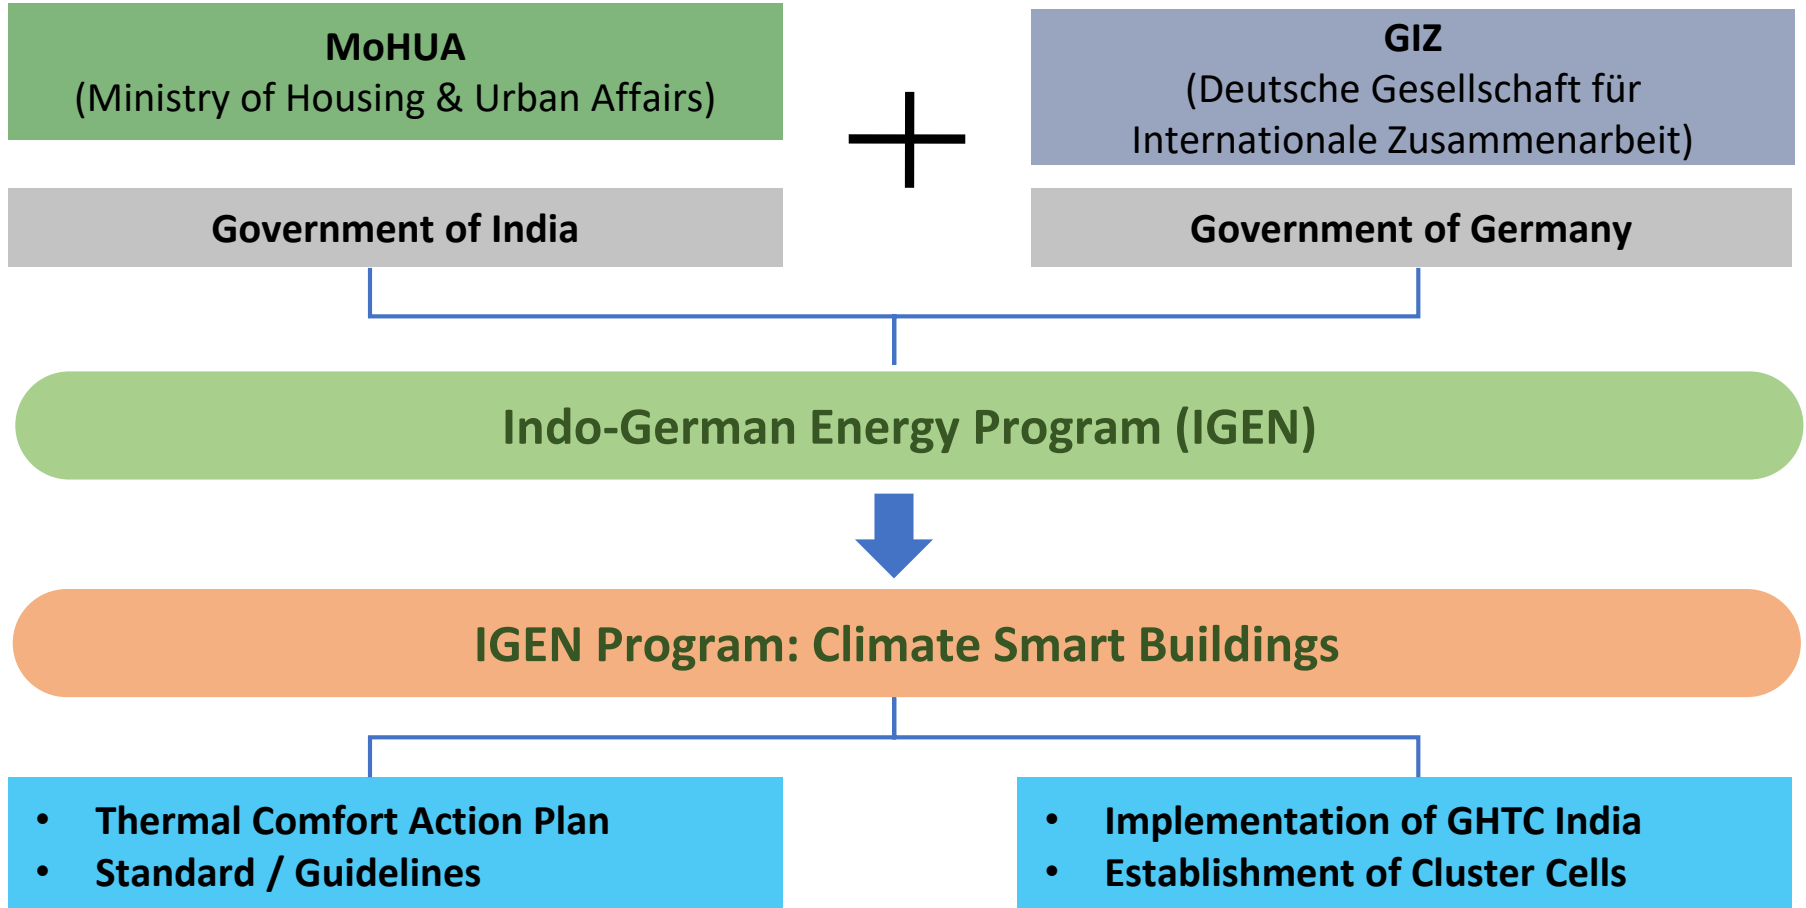 MoHUA
(Ministry of Housing & Urban Affairs)
GIZ
(Deutsche Gesellschaft für
Internationale Zusammenarbeit)
Government of India
Government of Germany
Indo-German Energy Program (IGEN)
IGEN Program: Climate Smart Buildings
• Thermal Comfort Action Plan
• Standard / Guidelines
• Implementation of GHTC India
• Establishment of Cluster Cells